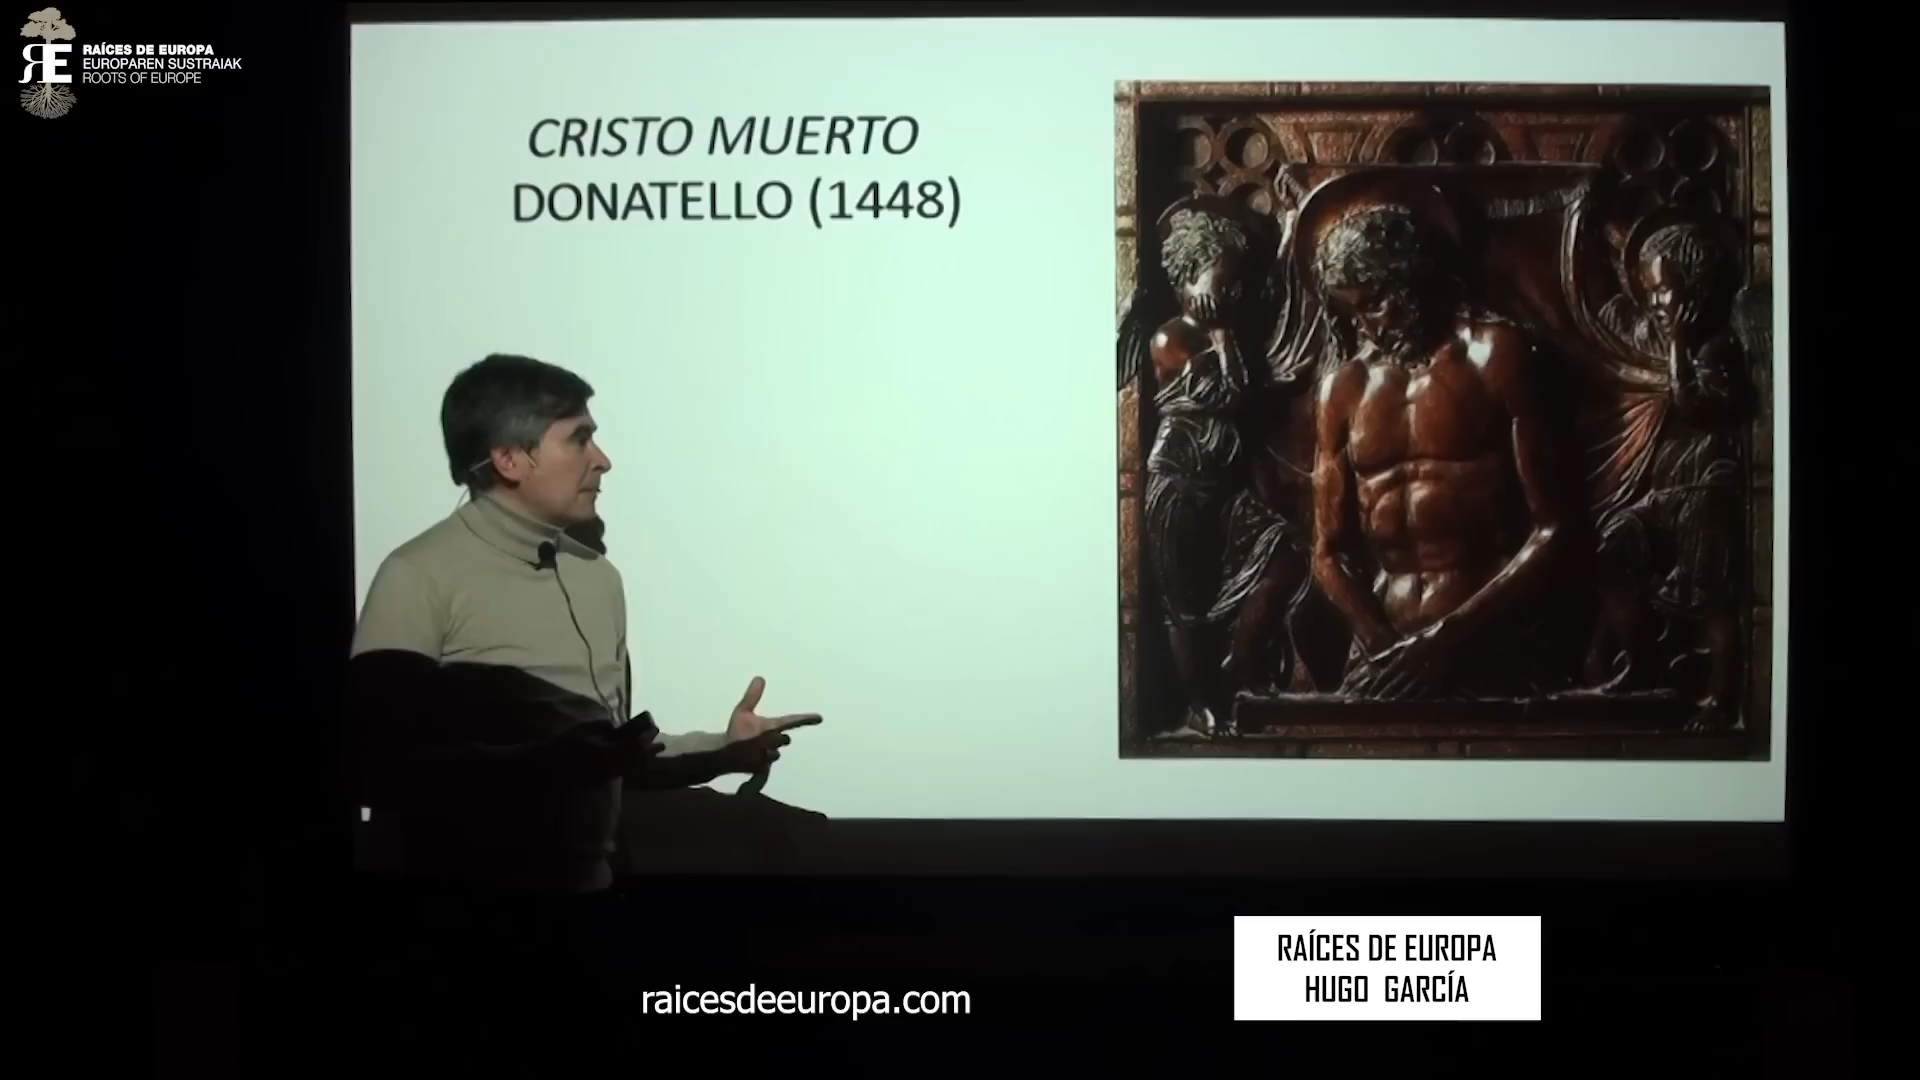 RAÍCES DE EUROPA
EUROPAREN SUSTRAIAK
ROOTS OF EUROPE
RE
CRISTO MUERTO
DONATELLO (1448)
RAÍCES DE EUROPA
HUGO GARCÍA
raicesdeeuropa.com